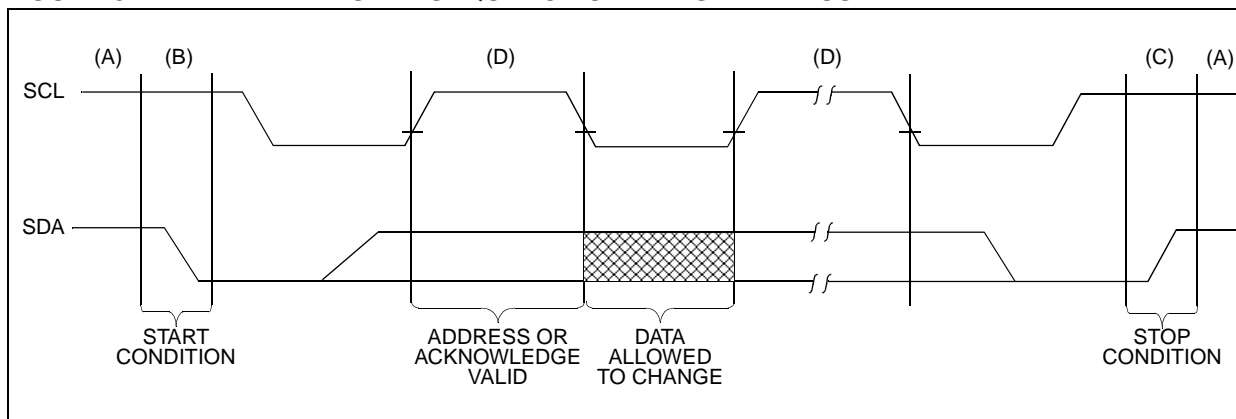 (A) (B) (D) (D) (C) (A)
SCL
SDA
START
CONDITION
ADDRESS OR
ACKNOWLEDGE
VALID
DATA
ALLOWED
TO CHANGE
STOP
CONDITION